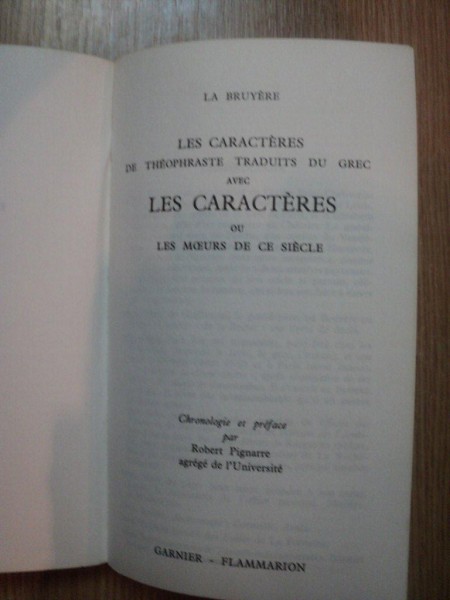 LA BRUYÈRE
LES CARACTÈRES
DE THÉOPHRASTE TRADUITS DU GREC
AVEC
LES CARACTÈRES
OU
LES MŒURS DE CE SIÈCLE
Chronologie et préface
par
Robert Pignarre
agrégé de l'Université
GARNIER - FLAMMARION